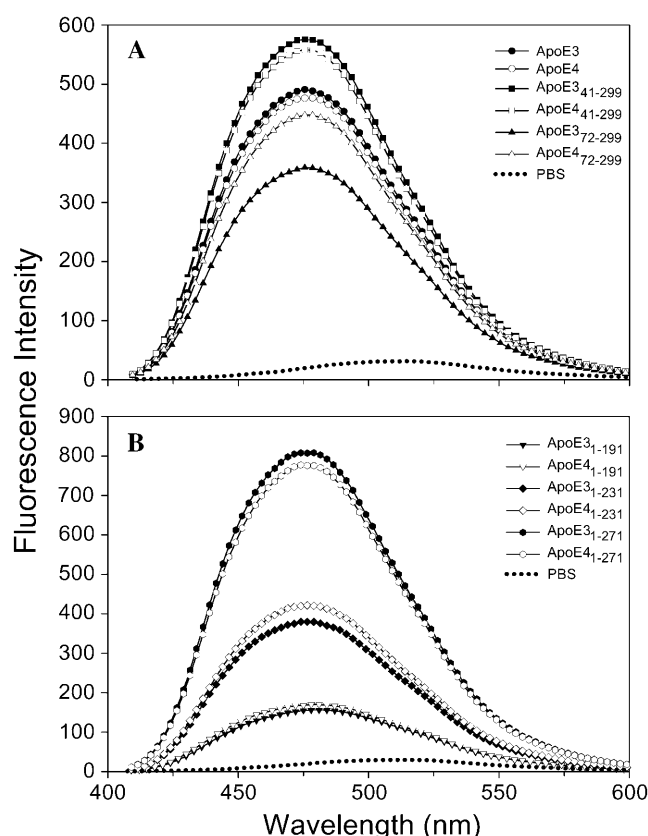 Fluorescence Intensity
A
600
500
400
300
200
100
0
ApoE3
ApoE4
ApoE3₄₁₋₂₉₉
ApoE4₄₁₋₂₉₉
ApoE3₇₂₋₂₉₉
ApoE4₇₂₋₂₉₉
PBS
B
900
800
700
600
500
400
300
200
100
0
ApoE3₁₋₁₉₁
ApoE4₁₋₁₉₁
ApoE3₁₋₂₃₁
ApoE4₁₋₂₃₁
ApoE3₁₋₂₇₁
ApoE4₁₋₂₇₁
PBS
400 450 500 550 600
Wavelength (nm)